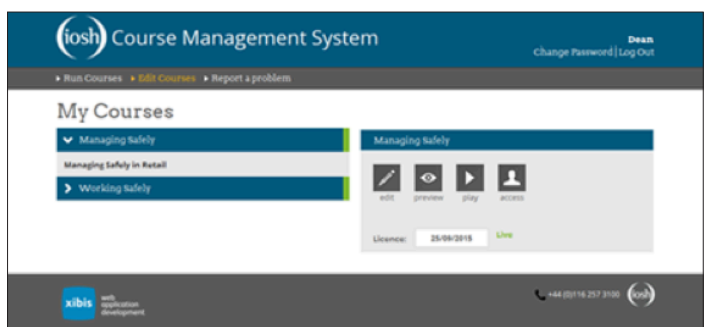 iosh Course Management System
Dean
Change Password | Log Out
Run Courses Edit Courses Report a problem
My Courses
Managing Safely
Managing Safely in Retail
Working Safely
Managing Safely
edit preview play access
Licence: 25/06/2015 Live
xibis web
application
development
+44 (0)116 257 3100 iosh